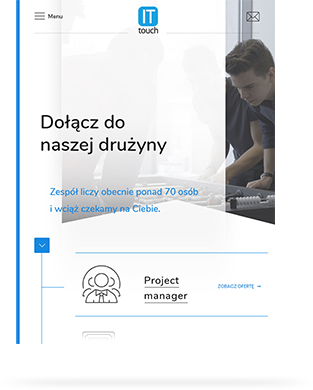 Menu
IT
touch
Dołącz do
naszej drużyny
Zespół liczy obecnie ponad 70 osób
i wciąż czekamy na Ciebie.
Project
manager
ZOBACZ OFERTĘ →